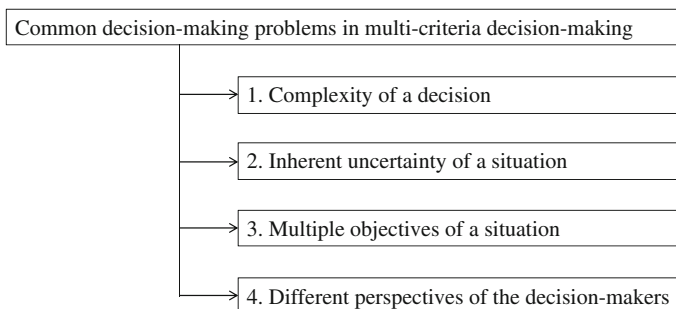 Common decision-making problems in multi-criteria decision-making
1. Complexity of a decision
2. Inherent uncertainty of a situation
3. Multiple objectives of a situation
4. Different perspectives of the decision-makers